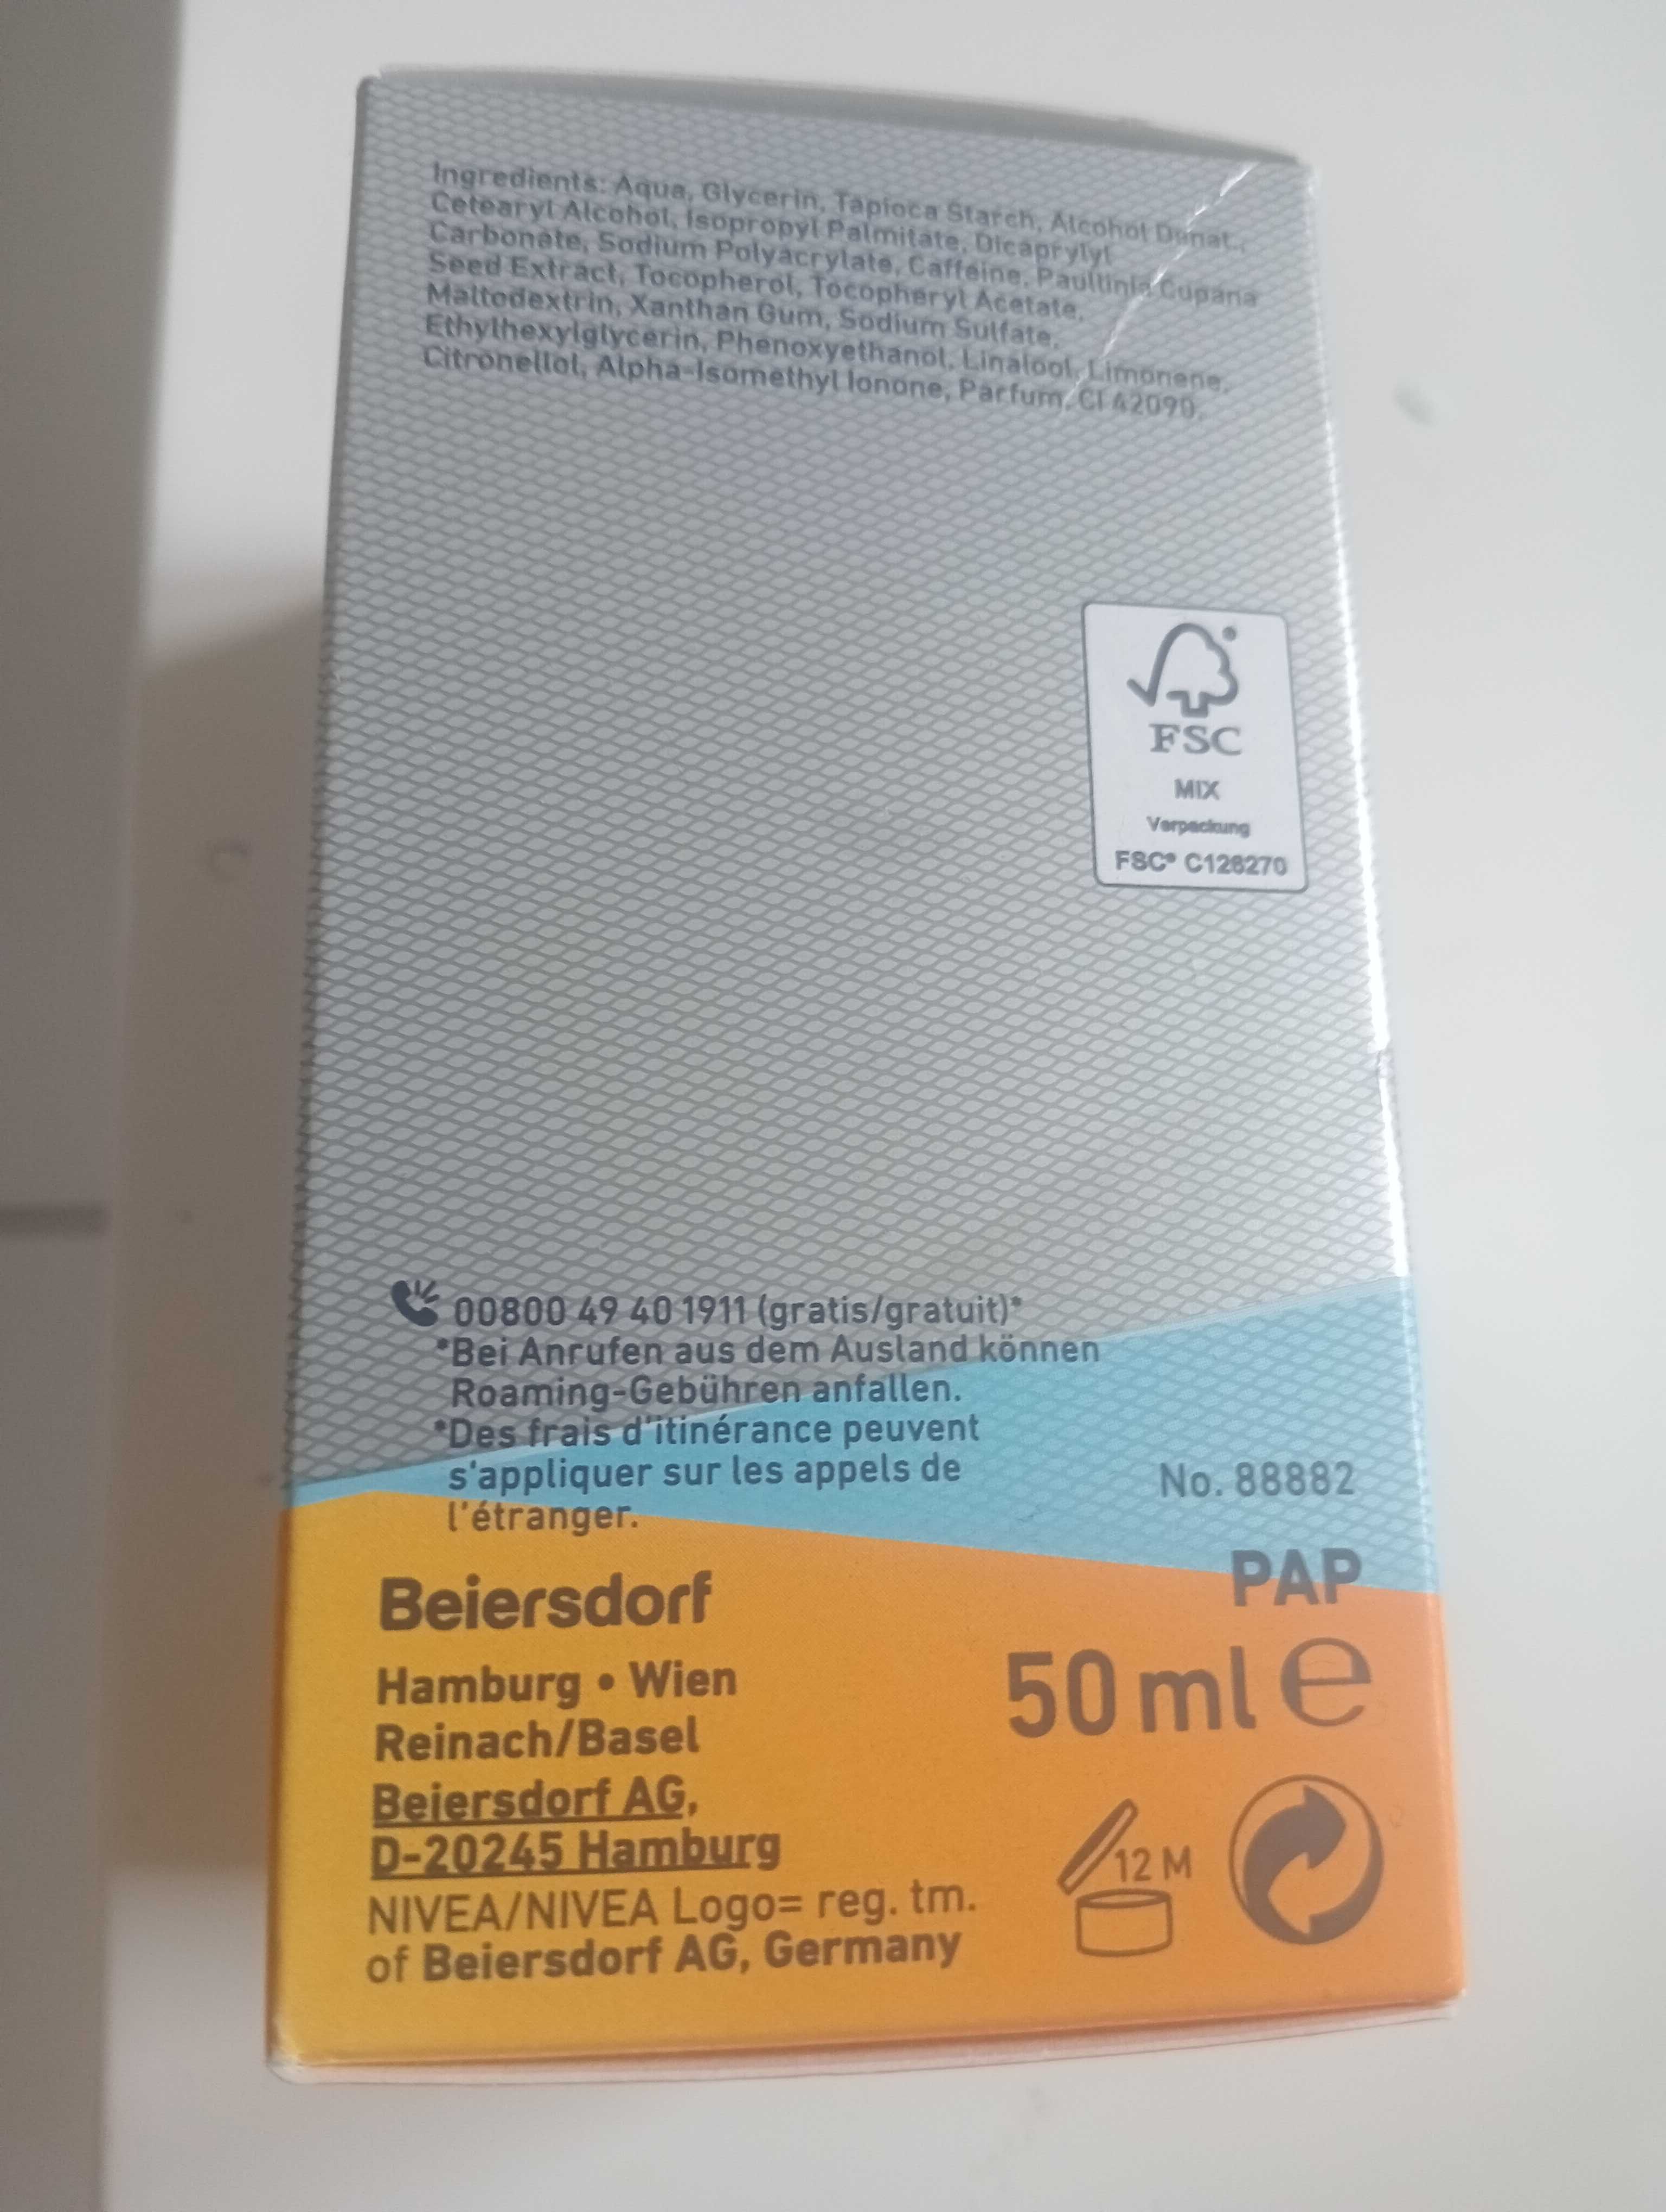 Ingredients: Aqua, Glycerin, Tapioca Starch, Alcohol Denat.,
Cetearyl Alcohol, Isopropyl Palmitate, Dicaprylyl
Carbonate, Sodium Polyacrylate, Caffeine, Paullinia Cupana
Seed Extract, Tocopherol, Tocopheryl Acetate,
Maltodextrin, Xanthan Gum, Sodium Sulfate,
Ethylhexylglycerin, Phenoxyethanol, Linalool, Limonene,
Citronellol, Alpha-Isomethyl Ionone, Parfum, CI 42090.
FSC
MIX
Verpackung
FSC® C128270
00800 49 40 1911 (gratis/gratuit)*
*Bei Anrufen aus dem Ausland können
Roaming-Gebühren anfallen.
*Des frais d'itinérance peuvent
s'appliquer sur les appels de
l'étranger.
No. 88882
PAP
Beiersdorf
50 ml e
Hamburg • Wien
Reinach/Basel
Beiersdorf AG,
D-20245 Hamburg
12 M
NIVEA/NIVEA Logo= reg. tm.
of Beiersdorf AG, Germany